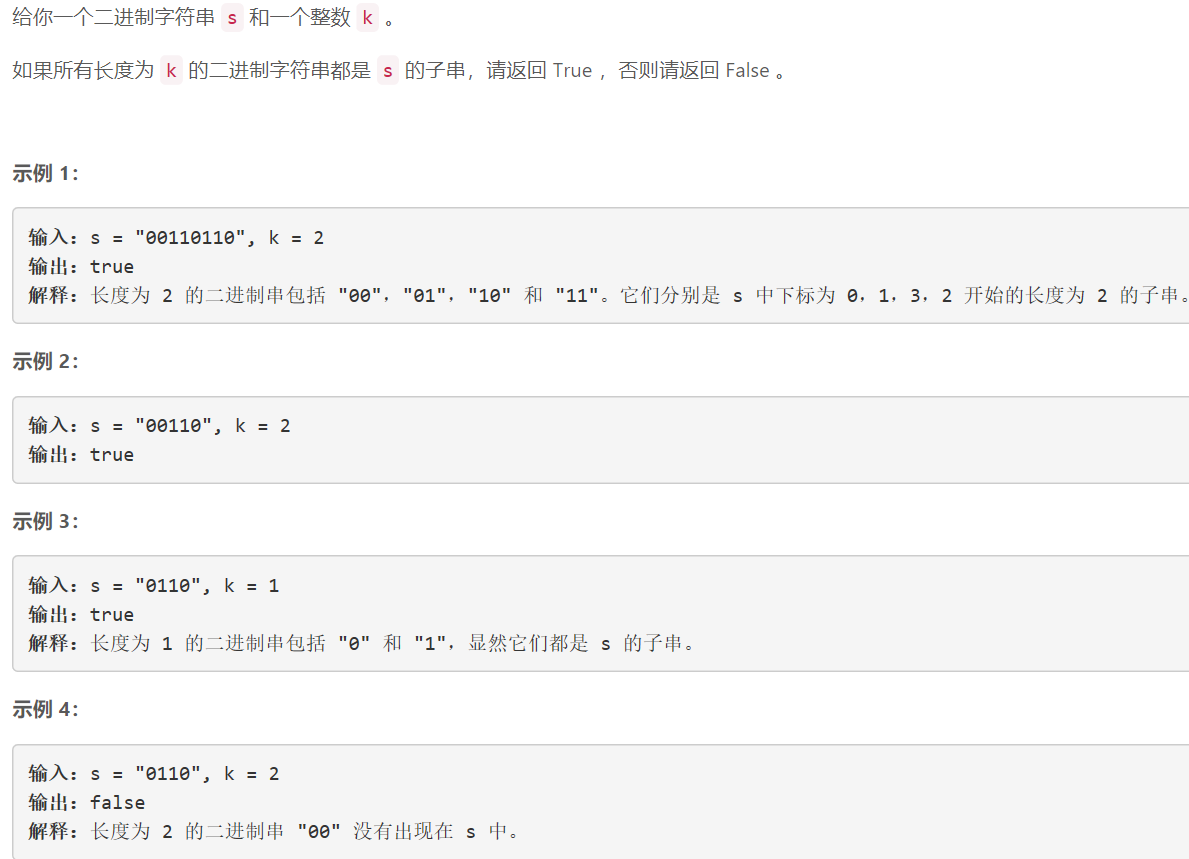 给你一个二进制字符串 s 和一个整数 k 。
如果所有长度为 k 的二进制字符串都是 s 的子串，请返回 True ，否则请返回 False 。
示例 1：
输入：s = "00110110", k = 2
输出：true
解释：长度为 2 的二进制串包括 "00"，"01"，"10" 和 "11"。它们分别是 s 中下标为 0，1，3，2 开始的长度为 2 的子串。
示例 2：
输入：s = "00110", k = 2
输出：true
示例 3：
输入：s = "0110", k = 1
输出：true
解释：长度为 1 的二进制串包括 "0" 和 "1"，显然它们都是 s 的子串。
示例 4：
输入：s = "0110", k = 2
输出：false
解释：长度为 2 的二进制串 "00" 没有出现在 s 中。